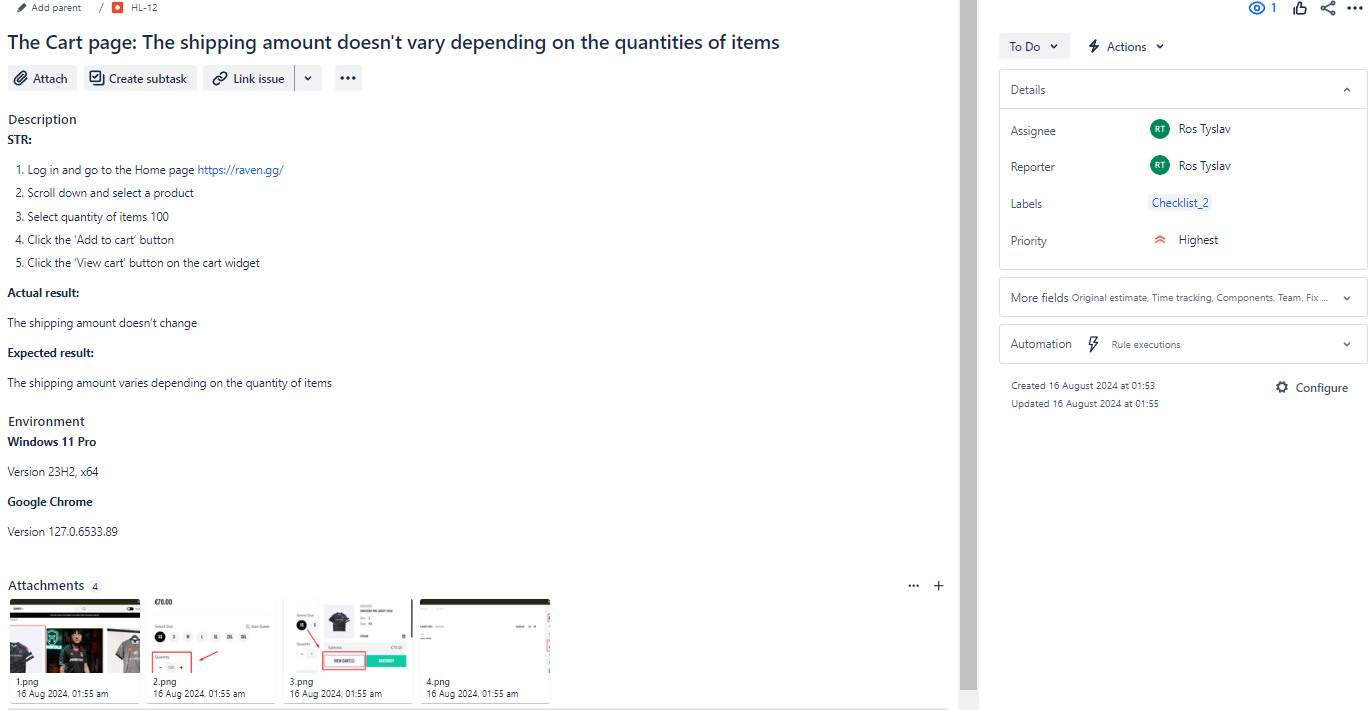 Add parent / HL-12
1
The Cart page: The shipping amount doesn't vary depending on the quantities of items
Attach Create subtask Link issue
Description
STR:
1. Log in and go to the Home page https://raven.gg/
2. Scroll down and select a product
3. Select quantity of items 100
4. Click the ‘Add to cart’ button
5. Click the ‘View cart’ button on the cart widget
Actual result:
The shipping amount doesn’t change
Expected result:
The shipping amount varies depending on the quantity of items
Environment
Windows 11 Pro
Version 23H2, x64
Google Chrome
Version 127.0.6533.89
Attachments 4
€70.00
XS S M L XL 2XL 3XL
Quantity
100
Subtotal €70.00
VIEW CART
1.png
16 Aug 2024, 01:55 am
2.png
16 Aug 2024, 01:55 am
3.png
16 Aug 2024, 01:55 am
4.png
16 Aug 2024, 01:55 am
To Do Actions
Details
Assignee RT Ros Tyslav
Reporter RT Ros Tyslav
Labels Checklist_2
Priority Highest
More fields Original estimate, Time tracking, Components, Team, Fix ...
Automation Rule executions
Created 16 August 2024 at 01:53
Updated 16 August 2024 at 01:55
Configure